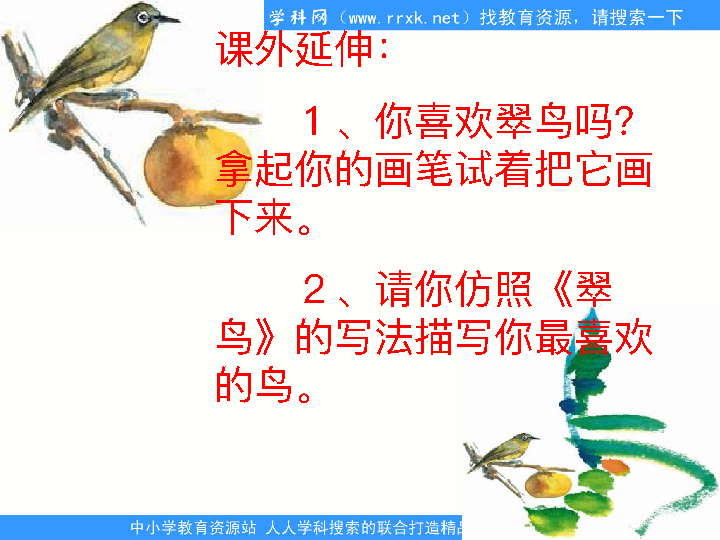 学科网（www.rrxk.net）找教育资源，请搜索一下
课外延伸：
１、你喜欢翠鸟吗？
拿起你的画笔试着把它画
下来。
２、请你仿照《翠
鸟》的写法描写你最喜欢
的鸟。
中小学教育资源站 人人学科搜索的联合打造精品